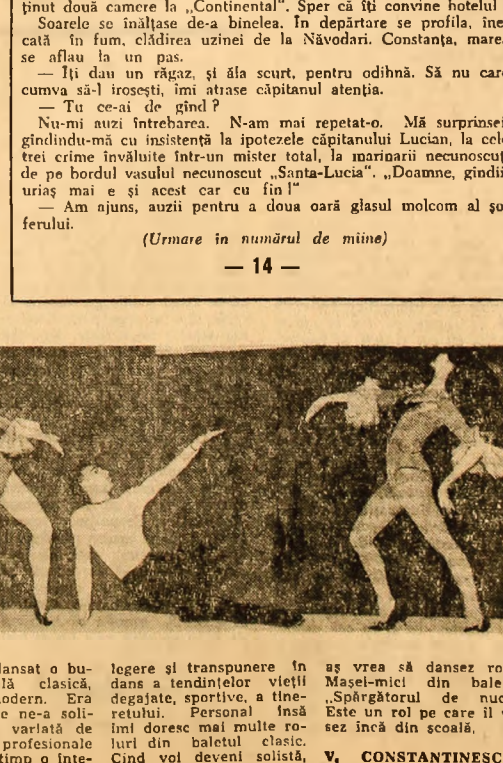 ținut două camere la „Continental". Sper că îți convine hotelul
Soarele se înălțase de-a binelea. În depărtare se profila, îne
cată în fum, clădirea uzinei de la Năvodari. Constanța, marea
se aflau la un pas.
— Îți dau un răgaz, și ăla scurt, pentru odihnă. Să nu care
cumva să-l irosești, îmi atrase căpitanul atenția.
— Tu ce-ai de gînd ?
Nu-mi auzi întrebarea. N-am mai repetat-o. Mă surprinsei
gîndindu-mă cu insistență la ipotezele căpitanului Lucian, la cele
trei crime învăluite într-un mister total, la marinarii necunoscuț
de pe bordul vasului necunoscut „Santa-Lucia". „Doamne, gîndii
uriaș mai e și acest car cu fîn !"
— Am ajuns, auzii pentru a doua oară glasul molcom al șo
ferului.
(Urmare în numărul de mîine)
— 14 —
dansat o bu-
lă clasică,
modern. Era
e ne-a soli-
variată de
profesionale
timp o înțe-
legere și transpunere în
dans a tendințelor vieții
degajate, sportive, a tine-
retului. Personal însă
îmi doresc mai multe ro-
luri din baletul clasic.
Cînd voi deveni solistă,
aș vrea să dansez ro
Mașei-mici din bale
„Spărgătorul de nuc
Este un rol pe care îl
sez încă din școală,
V. CONSTANTINESC